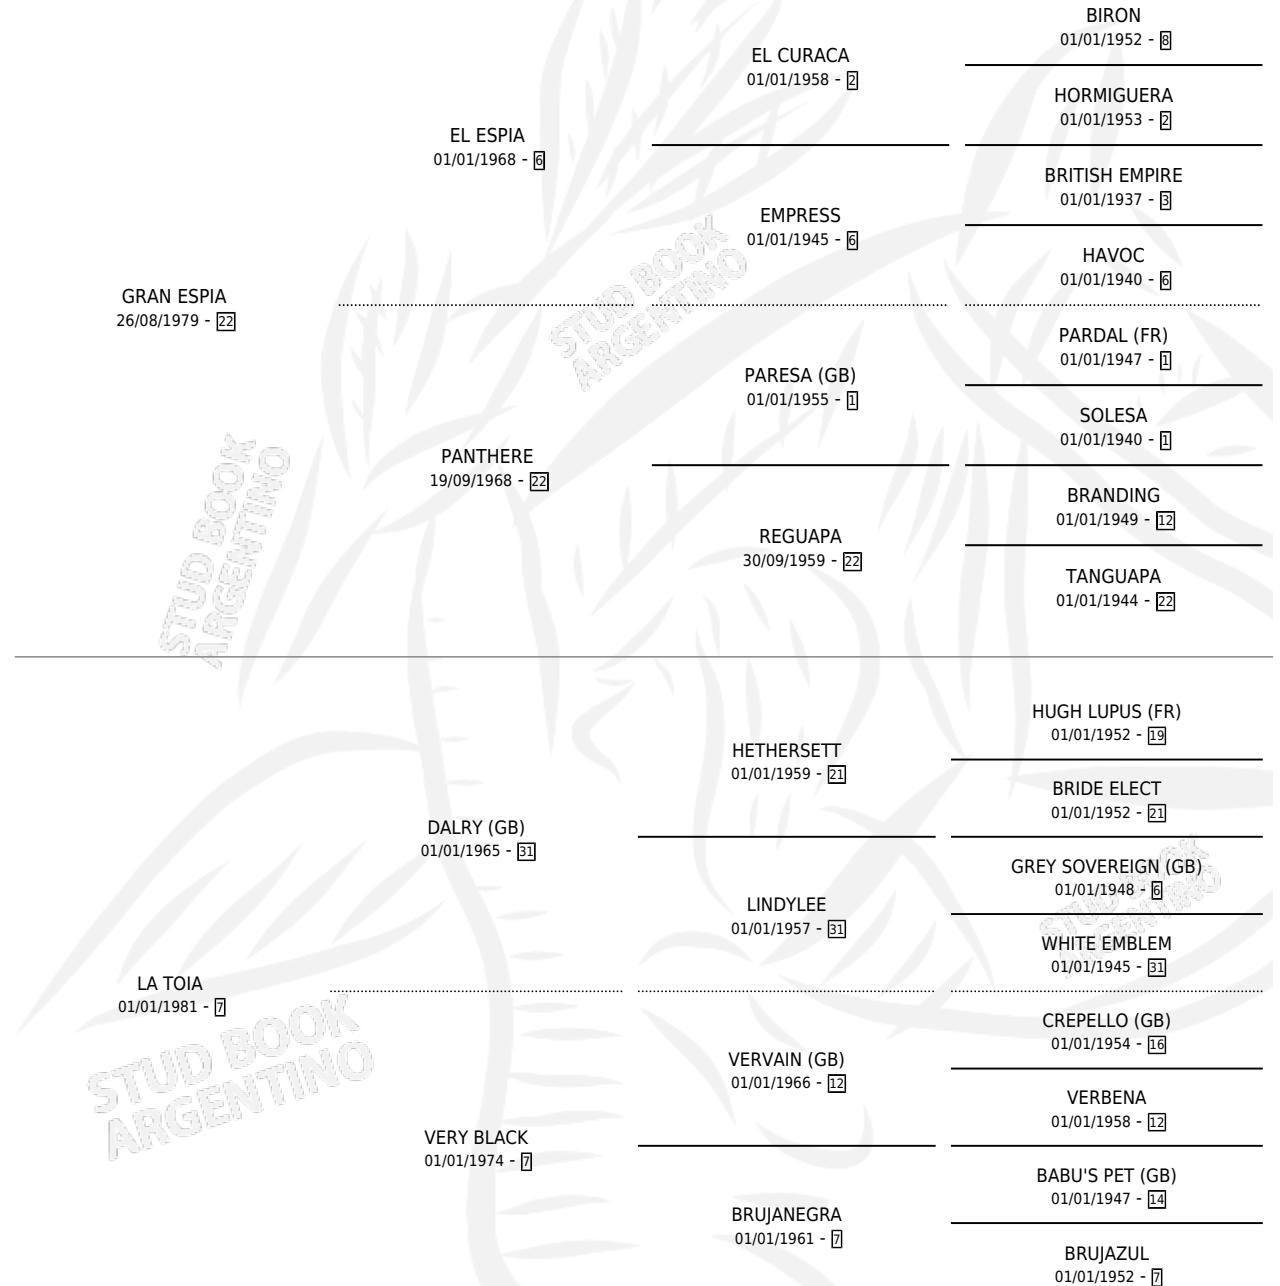 BIRON
01/01/1952 - 8
EL CURACA
01/01/1958 - 2
HORMIGUERA
01/01/1953 - 2
EL ESPIA
01/01/1968 - 6
BRITISH EMPIRE
01/01/1937 - 3
EMPRESS
01/01/1945 - 6
HAVOC
01/01/1940 - 6
GRAN ESPIA
26/08/1979 - 22
PARDAL (FR)
01/01/1947 - 1
PARESA (GB)
01/01/1955 - 1
SOLESA
01/01/1940 - 1
PANTHERE
19/09/1968 - 22
BRANDING
01/01/1949 - 12
REGUAPA
30/09/1959 - 22
TANGUAPA
01/01/1944 - 22
HUGH LUPUS (FR)
01/01/1952 - 19
HETHERSETT
01/01/1959 - 21
BRIDE ELECT
01/01/1952 - 21
DALRY (GB)
01/01/1965 - 31
GREY SOVEREIGN (GB)
01/01/1948 - 6
LINDYLEE
01/01/1957 - 31
WHITE EMBLEM
01/01/1945 - 31
LA TOIA
01/01/1981 - 7
CREPELLO (GB)
01/01/1954 - 16
VERVAIN (GB)
01/01/1966 - 12
VERBENA
01/01/1958 - 12
VERY BLACK
01/01/1974 - 7
BABU'S PET (GB)
01/01/1947 - 14
BRUJANEGRA
01/01/1961 - 7
BRUJAZUL
01/01/1952 - 7
STUD BOOK
ARGENTINO
STUD BOOK
ARGENTINO
STUD BOOK
ARGENTINO
STUD BOOK
ARGENTINO